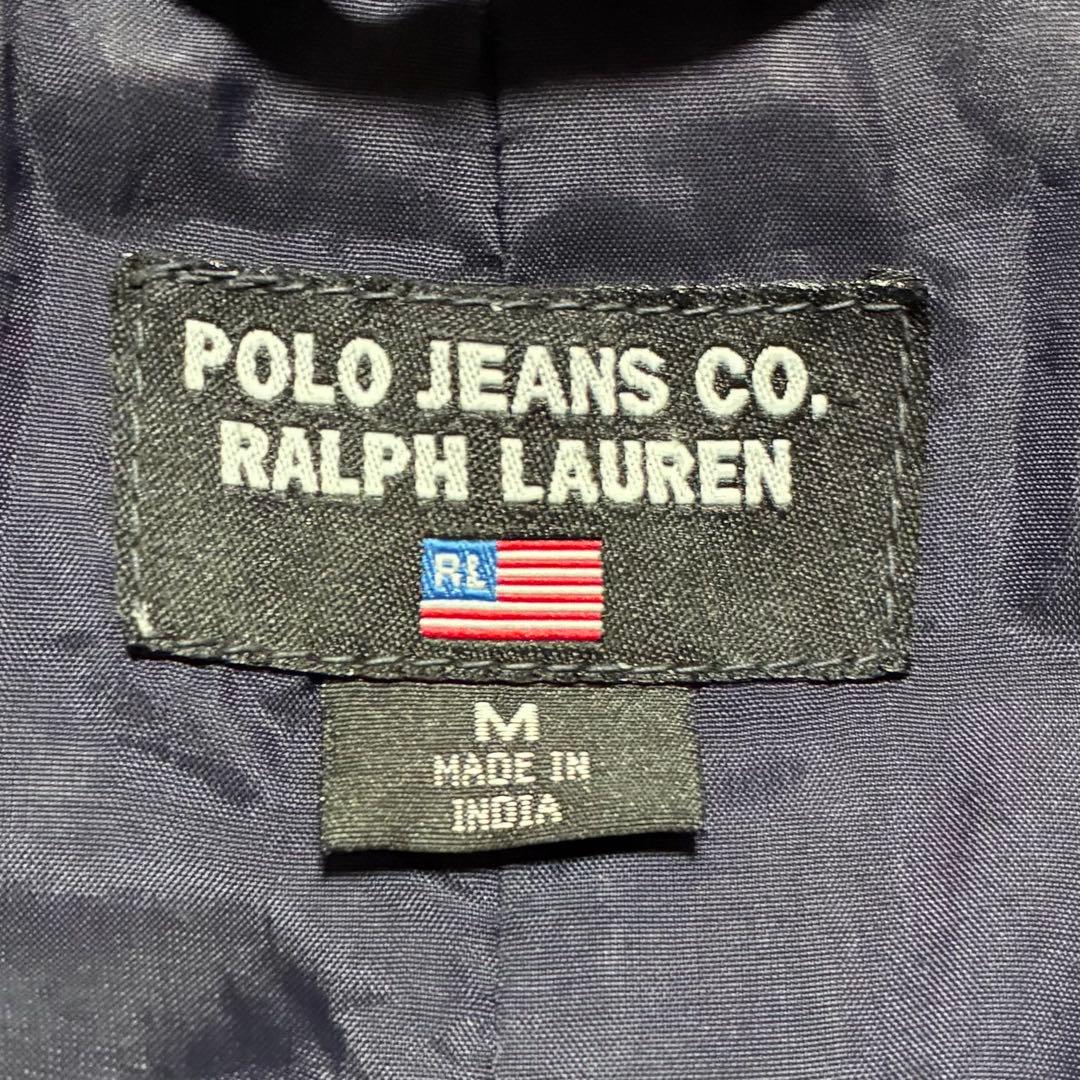 POLO JEANS CO.
RALPH LAUREN
RL
M
MADE IN
INDIA